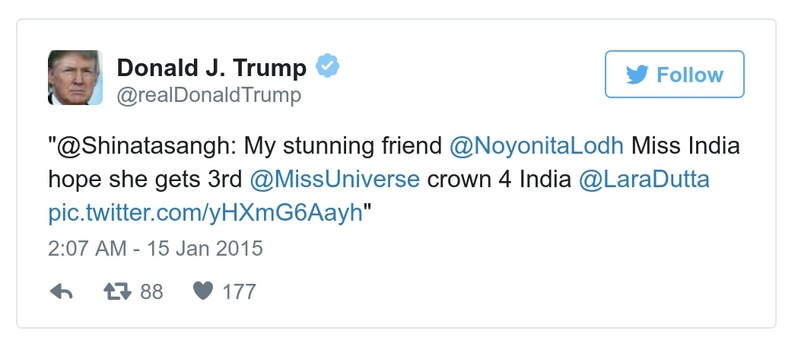 Donald J. Trump
@realDonaldTrump
Follow
"@Shinatasangh: My stunning friend @NoyonitaLodh Miss India
hope she gets 3rd @MissUniverse crown 4 India @LaraDutta
pic.twitter.com/yHXmG6Aayh"
2:07 AM - 15 Jan 2015
88 177